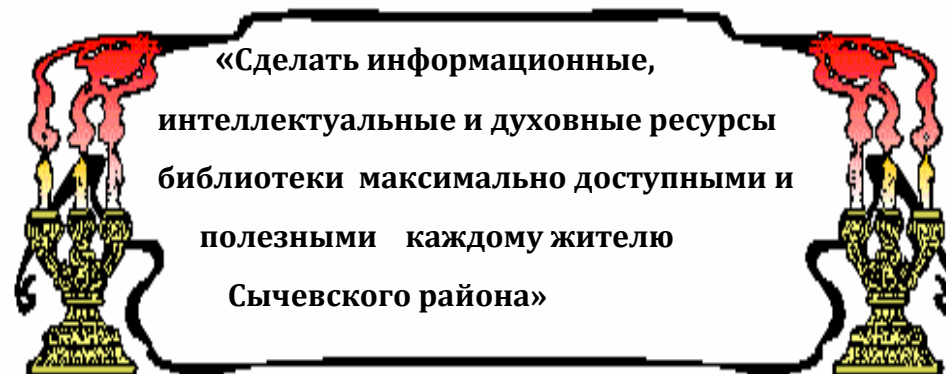 «Сделать информационные,
интеллектуальные и духовные ресурсы
библиотеки максимально доступными и
полезными каждому жителю
Сычевского района»